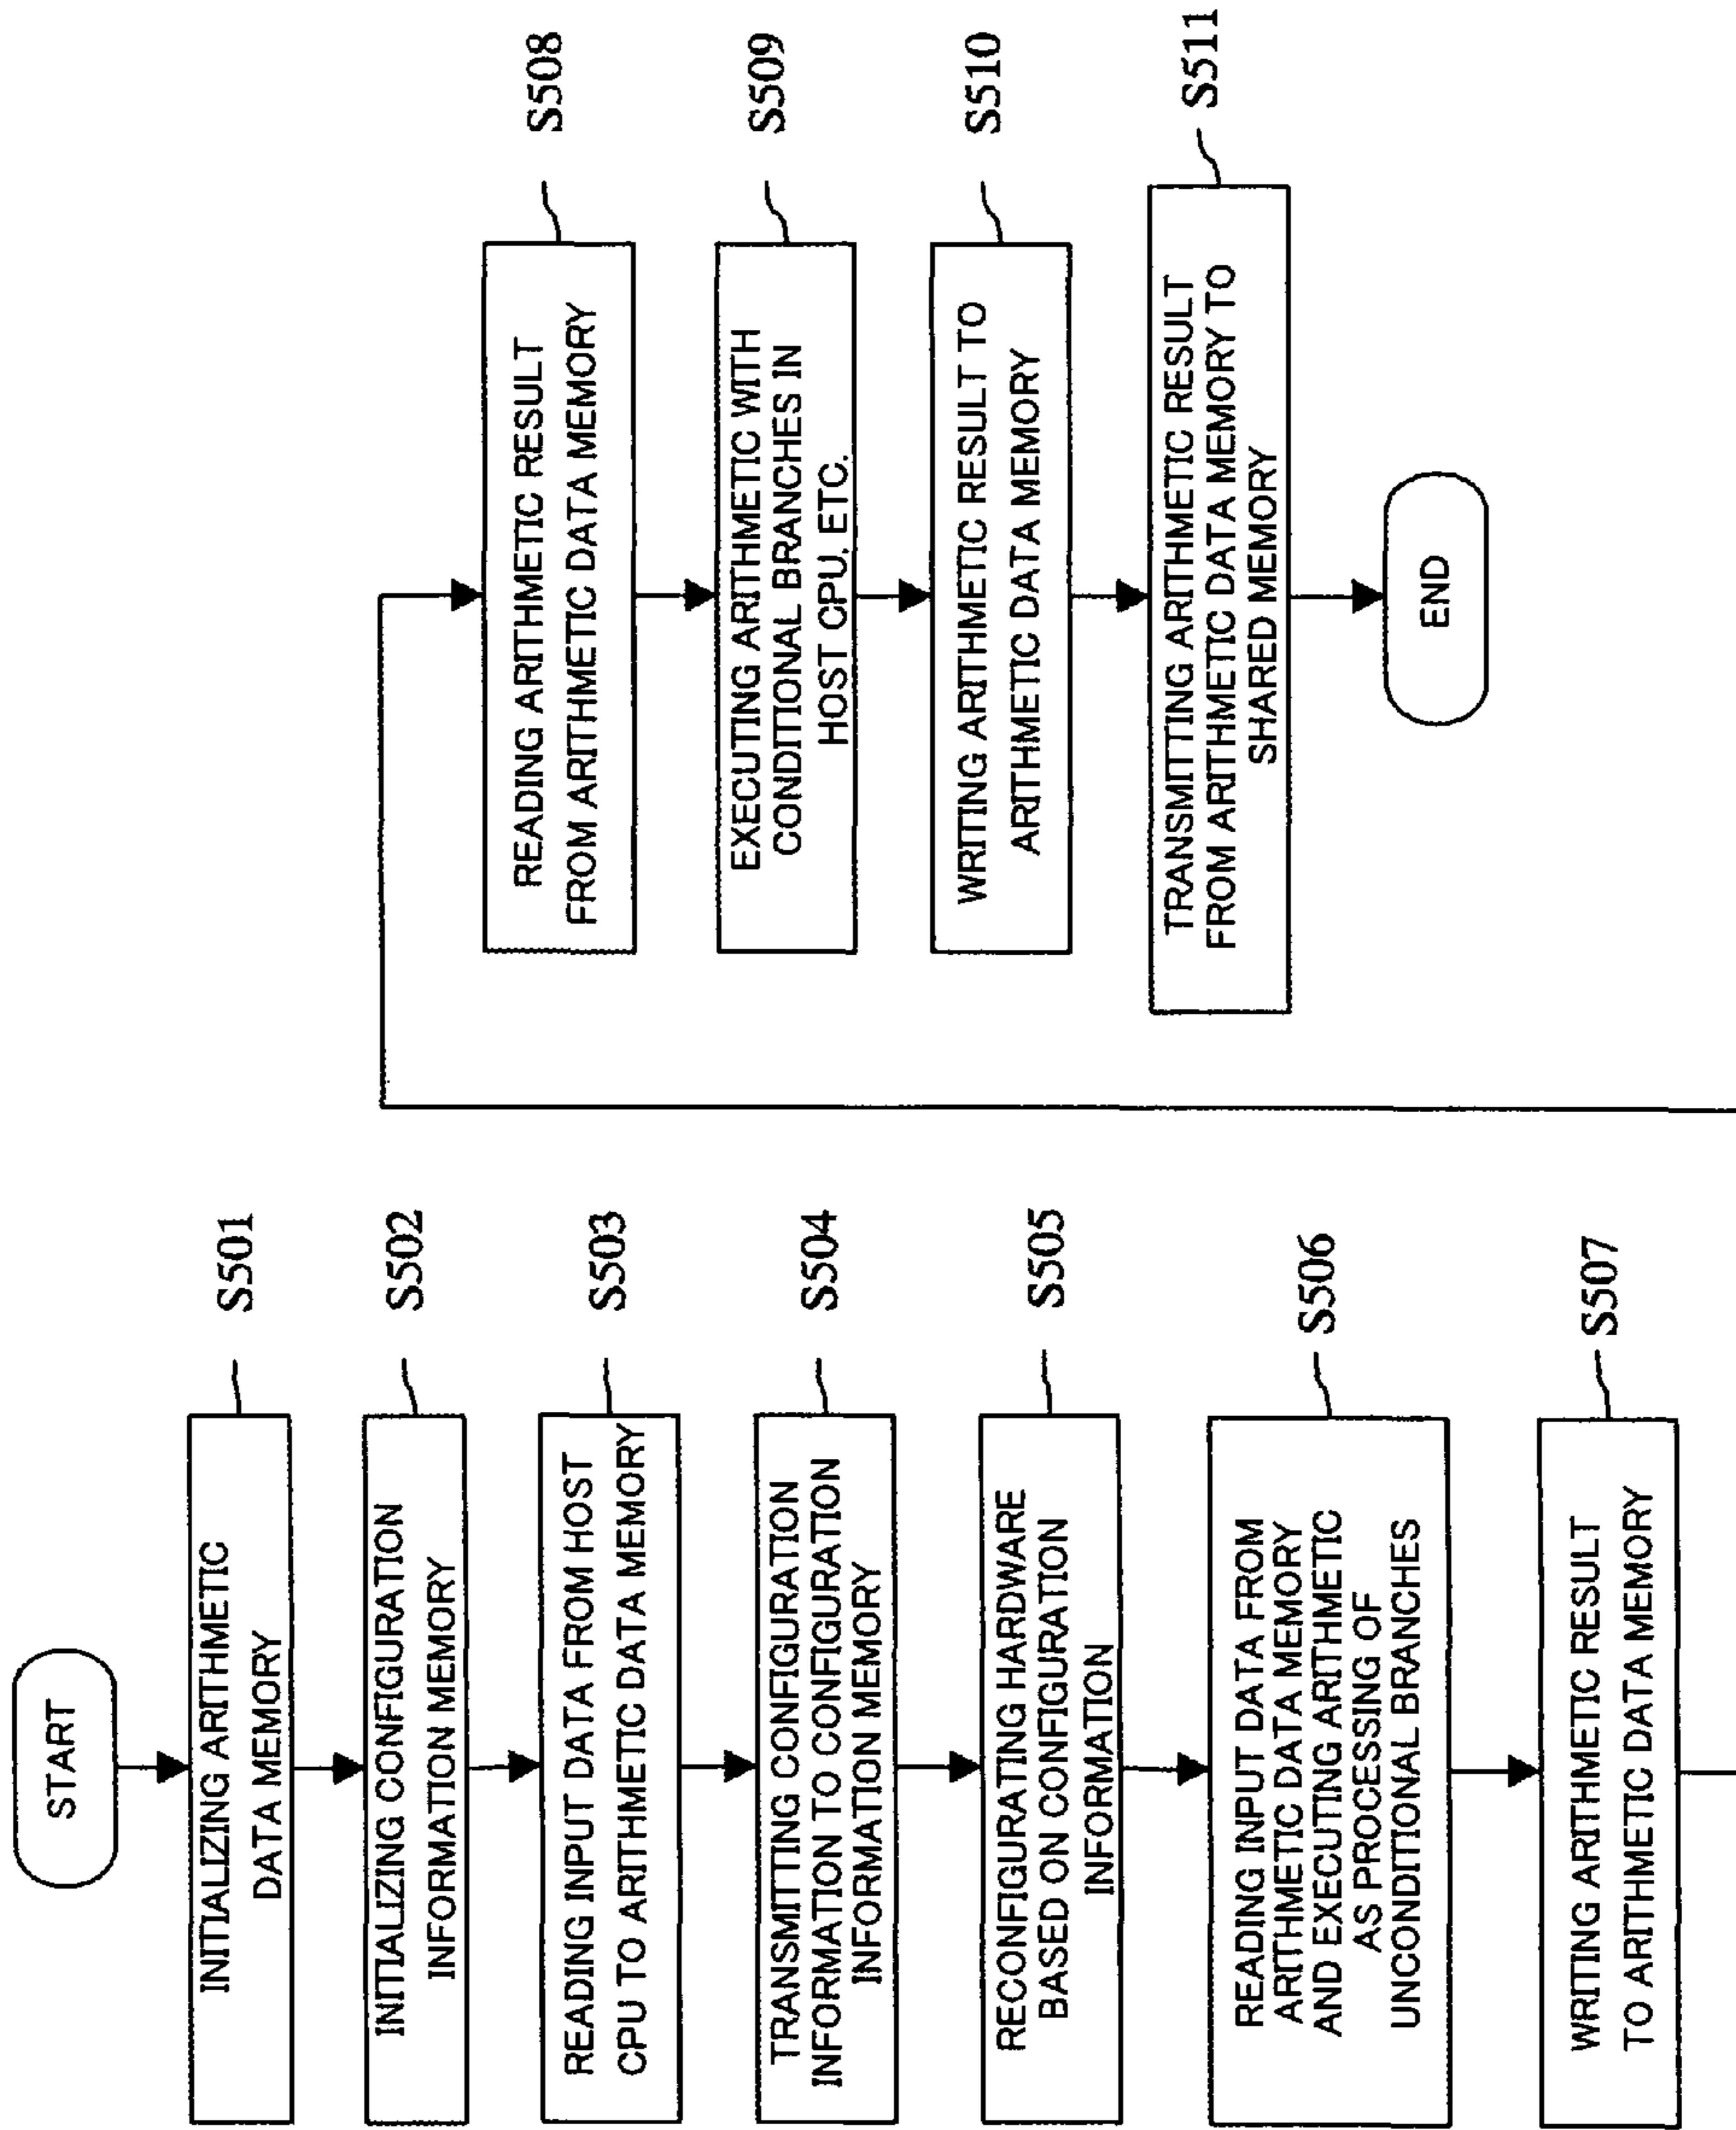 START
INITIALIZING ARITHMETIC
DATA MEMORY
S501
INITIALIZING CONFIGURATION
INFORMATION MEMORY
S502
READING INPUT DATA FROM HOST
CPU TO ARITHMETIC DATA MEMORY
S503
TRANSMITTING CONFIGURATION
INFORMATION TO CONFIGURATION
INFORMATION MEMORY
S504
RECONFIGURATING HARDWARE
BASED ON CONFIGURATION
INFORMATION
S505
READING INPUT DATA FROM
ARITHMETIC DATA MEMORY
AND EXECUTING ARITHMETIC
AS PROCESSING OF
UNCONDITIONAL BRANCHES
S506
WRITING ARITHMETIC RESULT
TO ARITHMETIC DATA MEMORY
S507
READING ARITHMETIC RESULT
FROM ARITHMETIC DATA MEMORY
S508
EXECUTING ARITHMETIC WITH
CONDITIONAL BRANCHES IN
HOST CPU, ETC.
S509
WRITING ARITHMETIC RESULT TO
ARITHMETIC DATA MEMORY
S510
TRANSMITTING ARITHMETIC RESULT
FROM ARITHMETIC DATA MEMORY TO
SHARED MEMORY
S511
END